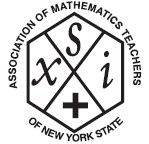 ASSOCIATION OF MATHEMATICS TEACHERS
S
x i
+
OF NEW YORK STATE